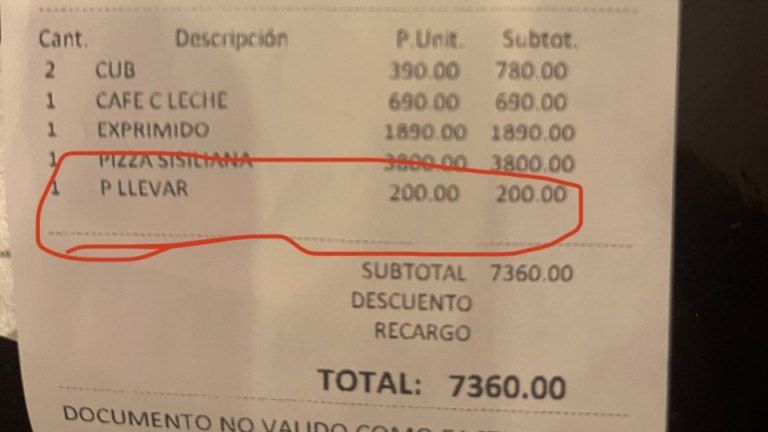 Cant. Descripción P.Unit. Subtot.
2 CUB 390.00 780.00
1 CAFE C LECHE 690.00 690.00
1 EXPRIMIDO 1890.00 1890.00
1 PIZZA SISILIANA 3800.00 3800.00
1 P LLEVAR 200.00 200.00
SUBTOTAL 7360.00
DESCUENTO
RECARGO
TOTAL: 7360.00
DOCUMENTO NO VALIDO COMO